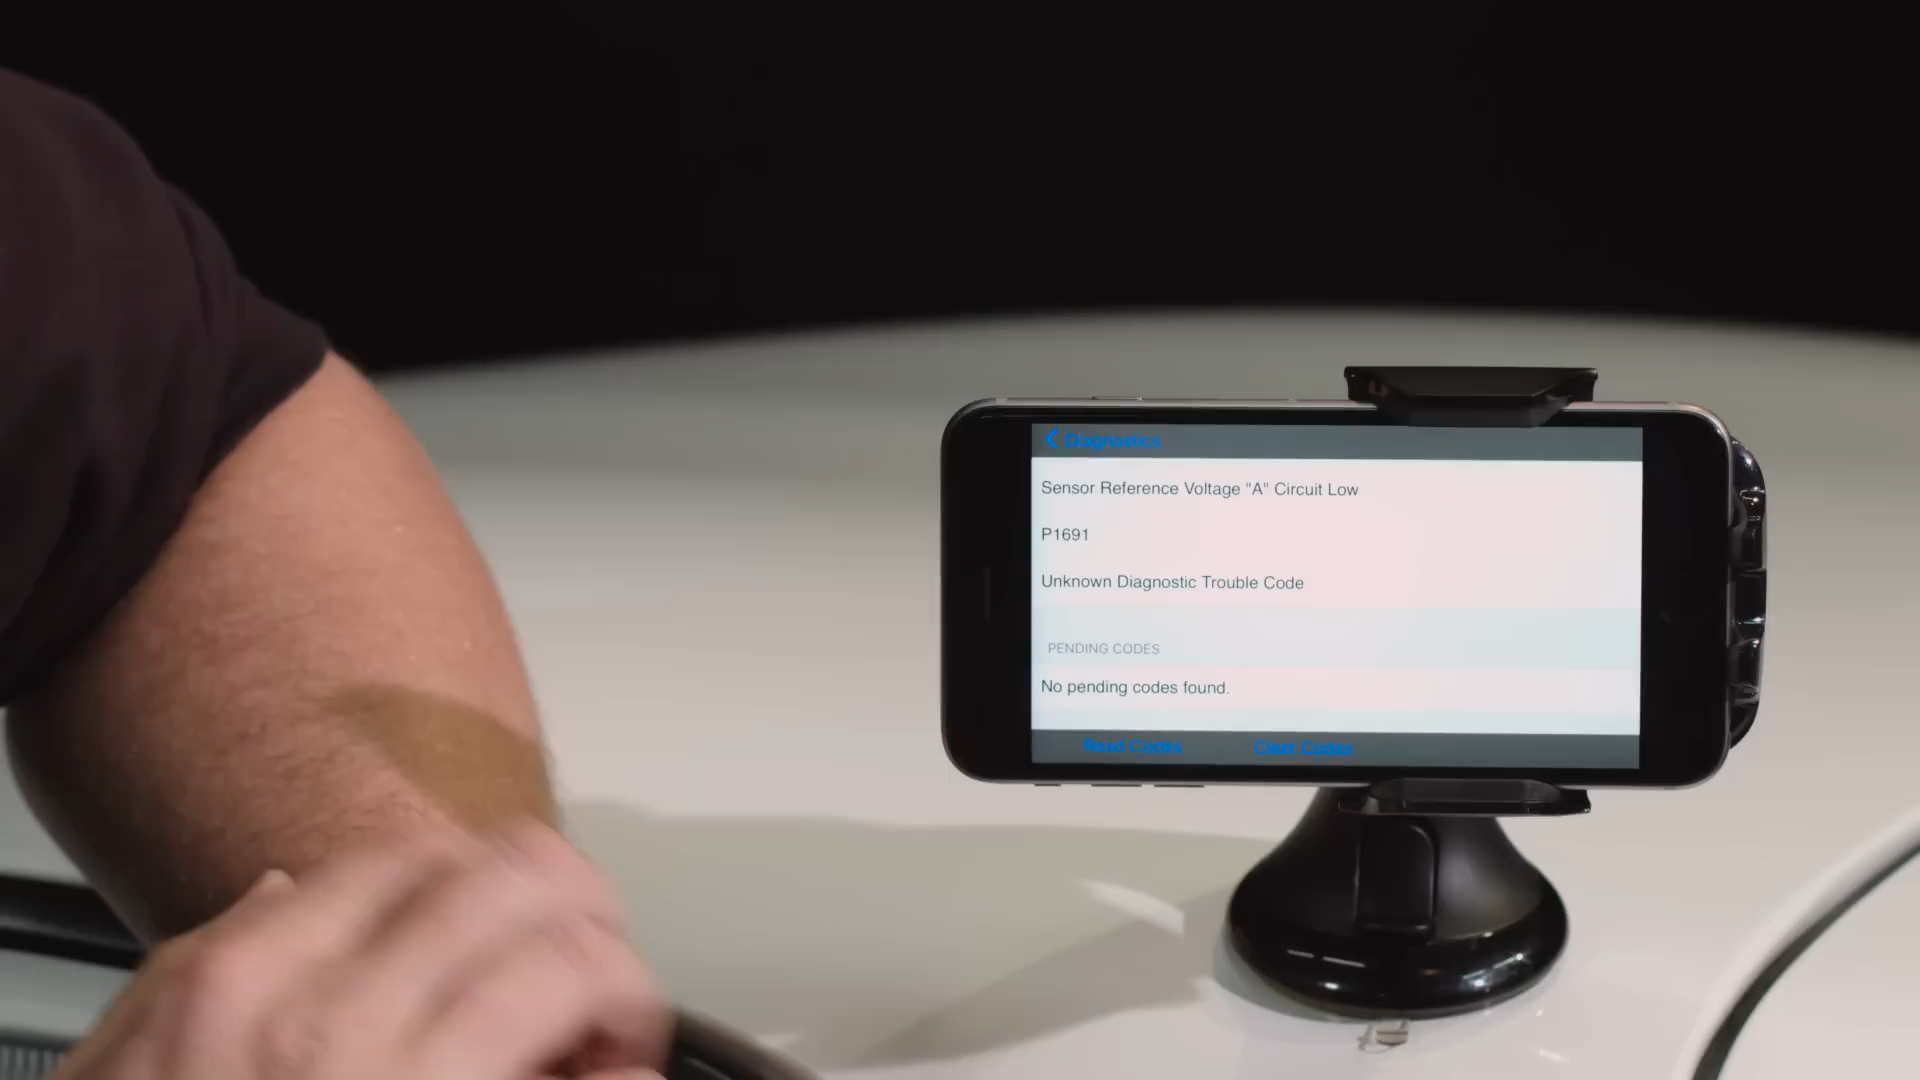 Diagnostics
Sensor Reference Voltage "A" Circuit Low
P1691
Unknown Diagnostic Trouble Code
PENDING CODES
No pending codes found.
Read Codes Clear Codes